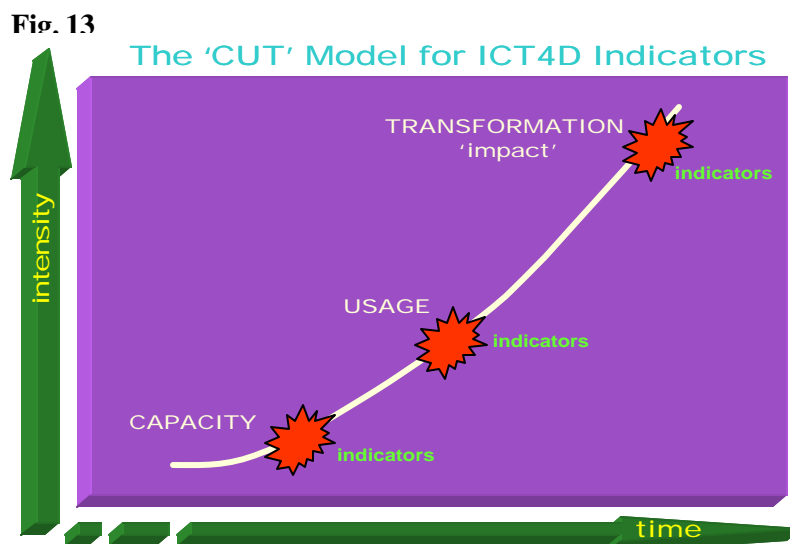 Fig. 13
The ‘CUT’ Model for ICT4D Indicators
TRANSFORMATION
‘impact’
indicators
intensity
USAGE
indicators
CAPACITY
indicators
time